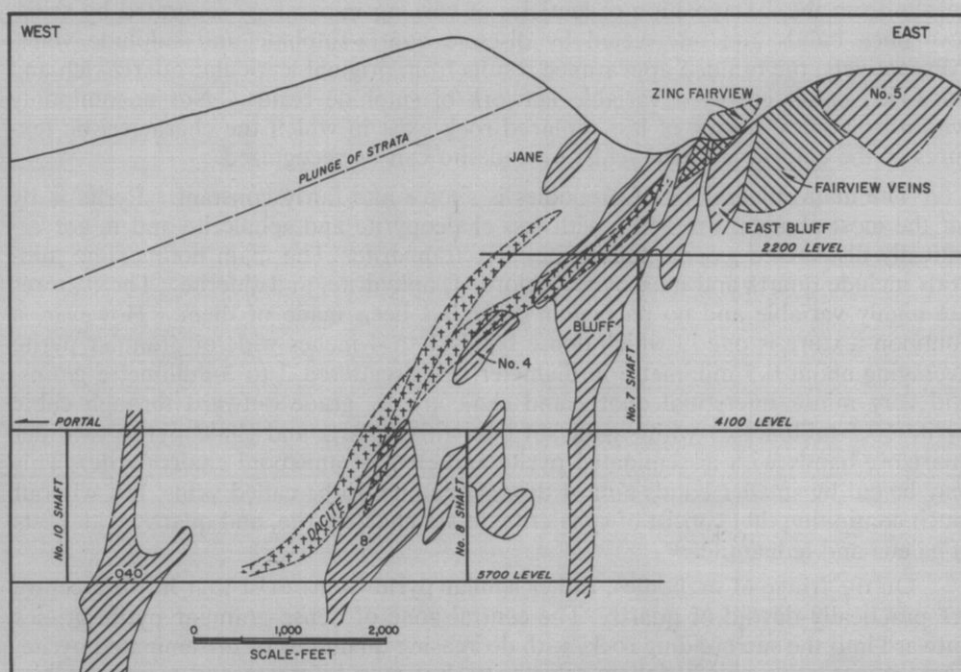 WEST
EAST
ZINC FAIRVIEW
No. 5
PLUNGE OF STRATA
JANE
FAIRVIEW VEINS
EAST BLUFF
2200 LEVEL
BLUFF
No. 4
No. 7 SHAFT
PORTAL
4100 LEVEL
No. 10 SHAFT
DACITE
8
No. 8 SHAFT
040
5700 LEVEL
0 1,000 2,000
SCALE-FEET